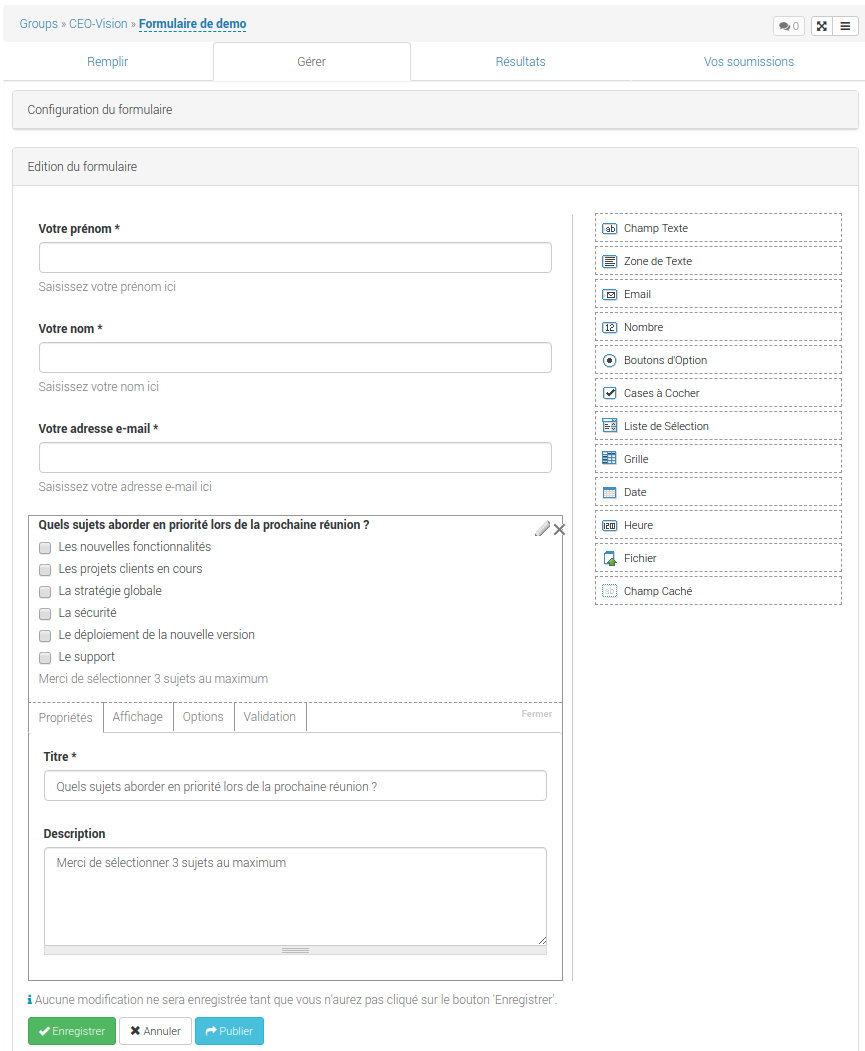 Groups » CEO-Vision » Formulaire de demo
0
Remplir
Gérer
Résultats
Vos soumissions
Configuration du formulaire
Edition du formulaire
Votre prénom *
Saisissez votre prénom ici
Votre nom *
Saisissez votre nom ici
Votre adresse e-mail *
Saisissez votre adresse e-mail ici
Quels sujets aborder en priorité lors de la prochaine réunion ?
Les nouvelles fonctionnalités
Les projets clients en cours
La stratégie globale
La sécurité
Le déploiement de la nouvelle version
Le support
Merci de sélectionner 3 sujets au maximum
Propriétés
Affichage
Options
Validation
Fermer
Titre *
Quels sujets aborder en priorité lors de la prochaine réunion ?
Description
Merci de sélectionner 3 sujets au maximum
Aucune modification ne sera enregistrée tant que vous n'aurez pas cliqué sur le bouton 'Enregistrer'.
Enregistrer
Annuler
Publier
ab Champ Texte
Zone de Texte
Email
12 Nombre
Boutons d'Option
Cases à Cocher
Liste de Sélection
Grille
Date
Heure
Fichier
ab Champ Caché